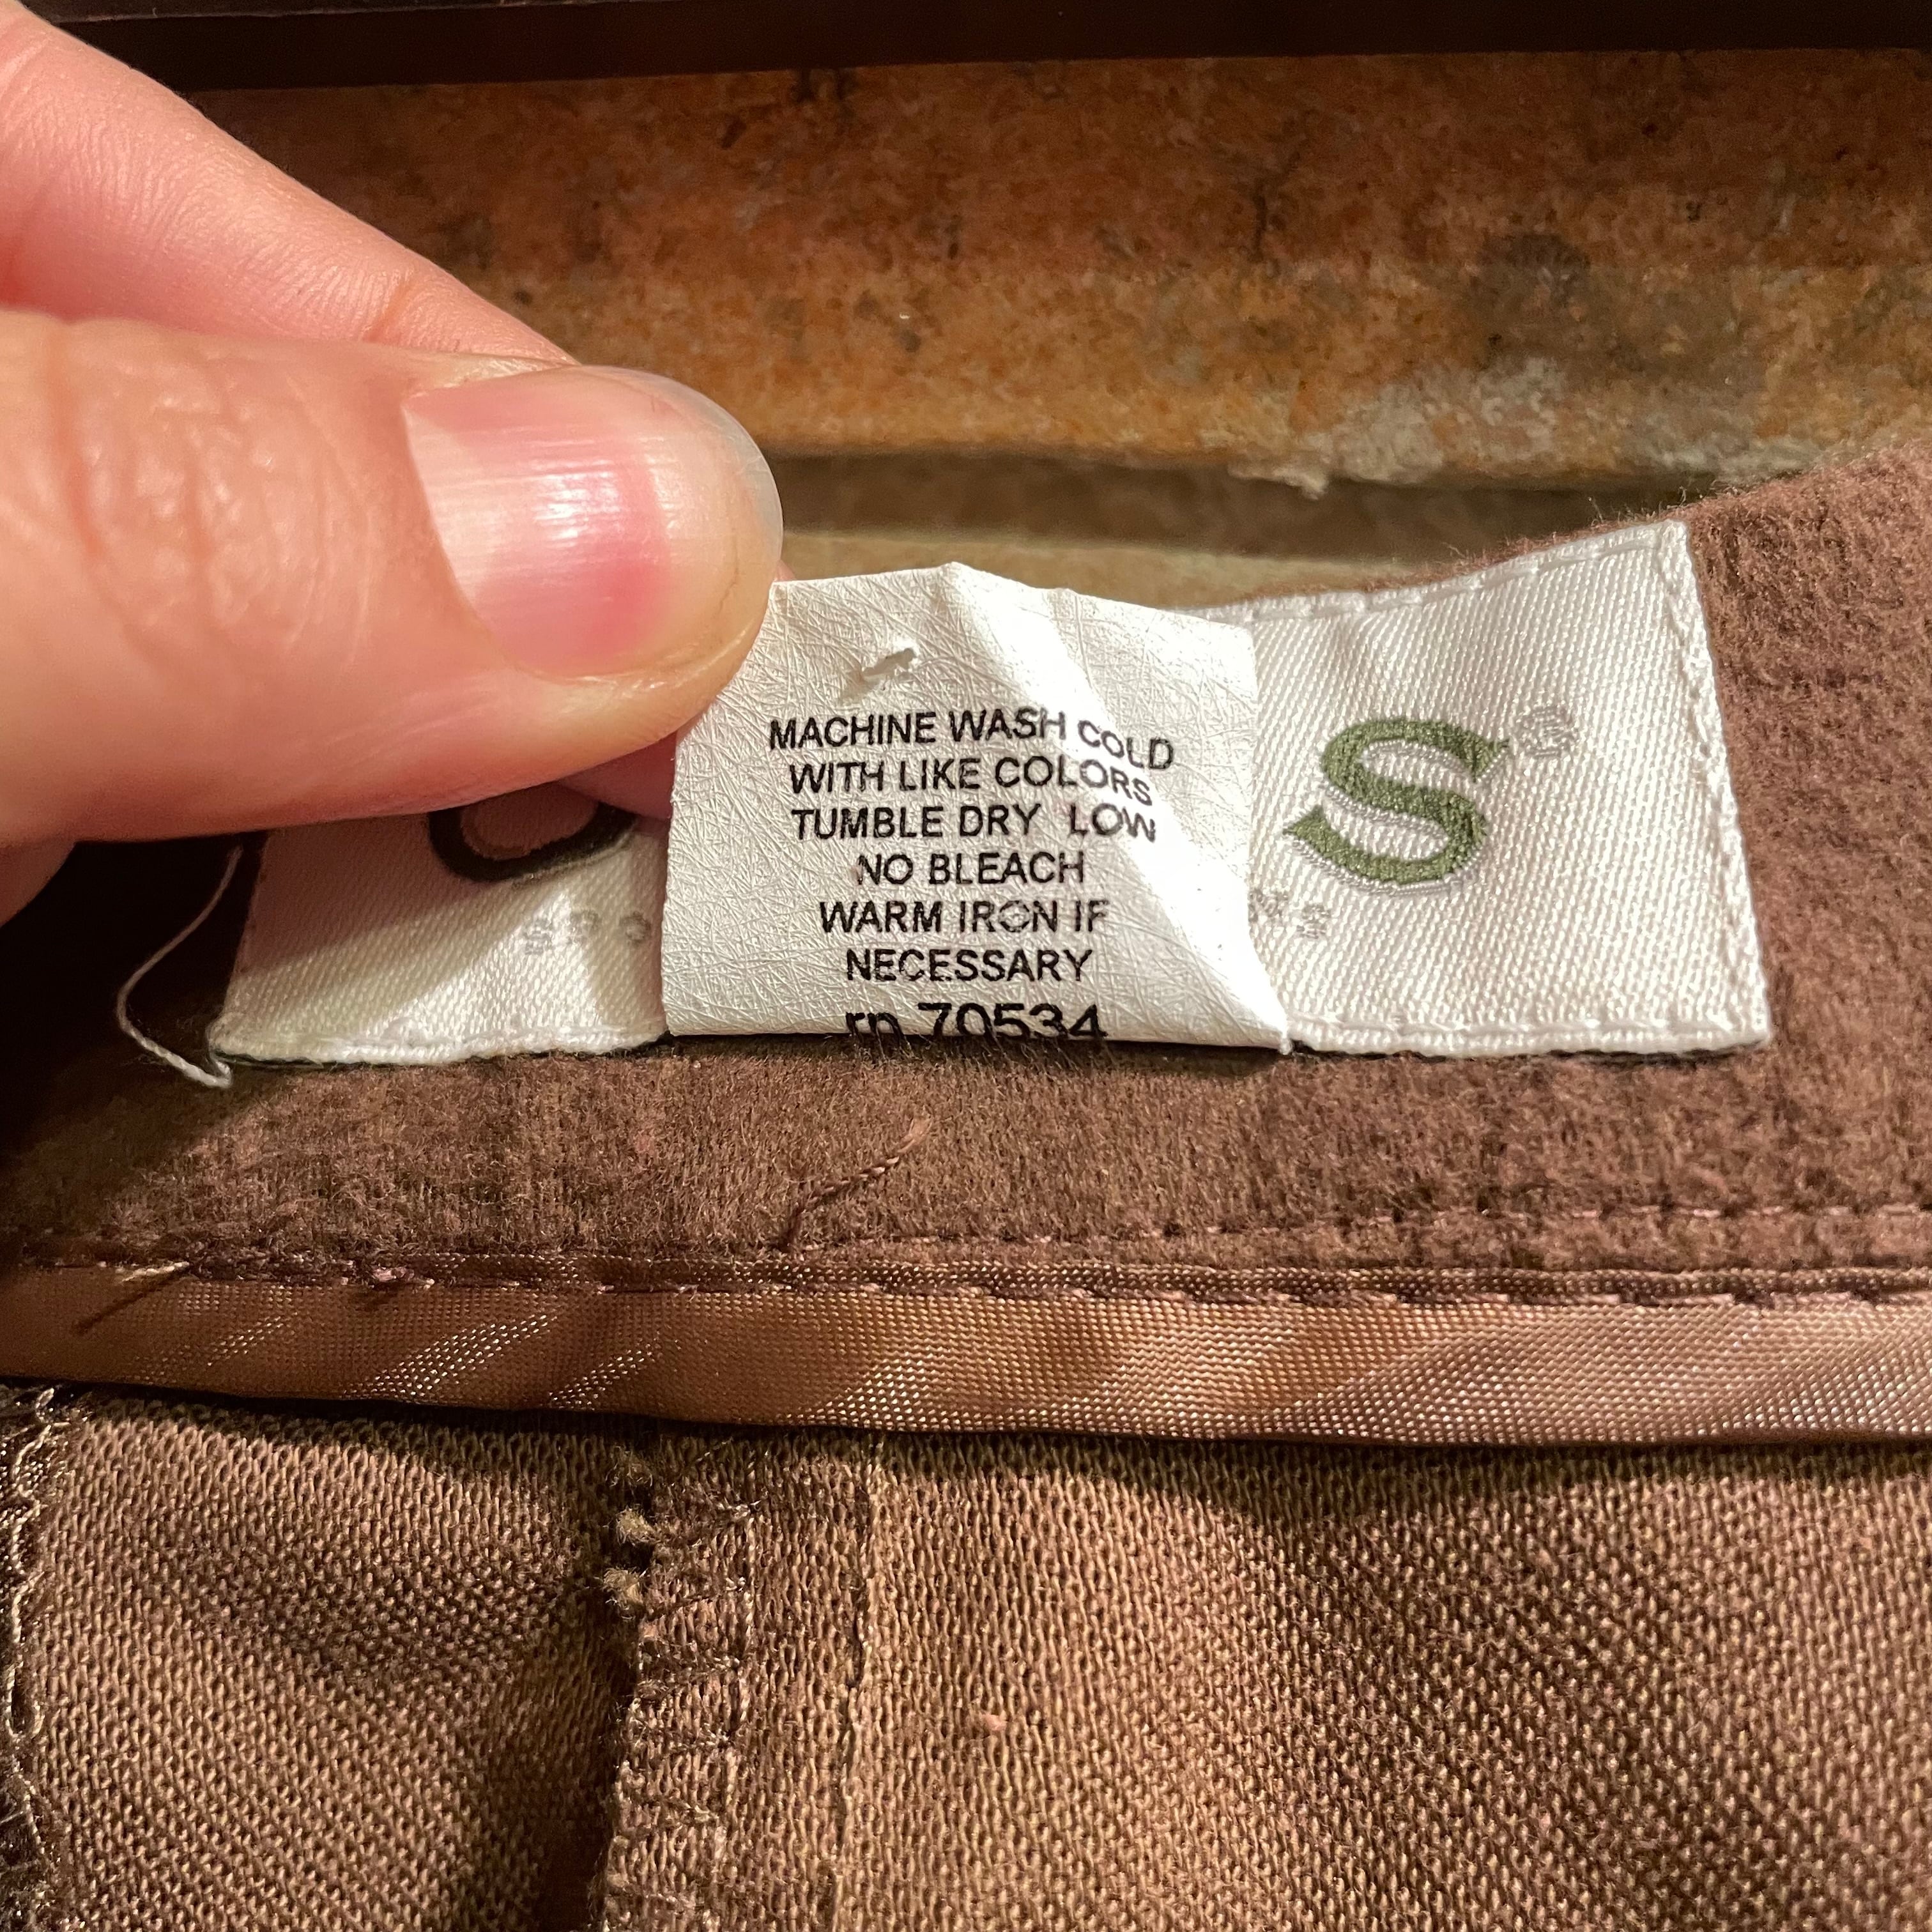 MACHINE WASH COLD
WITH LIKE COLORS
TUMBLE DRY LOW
NO BLEACH
WARM IRON IF
NECESSARY
rn 70534
S®